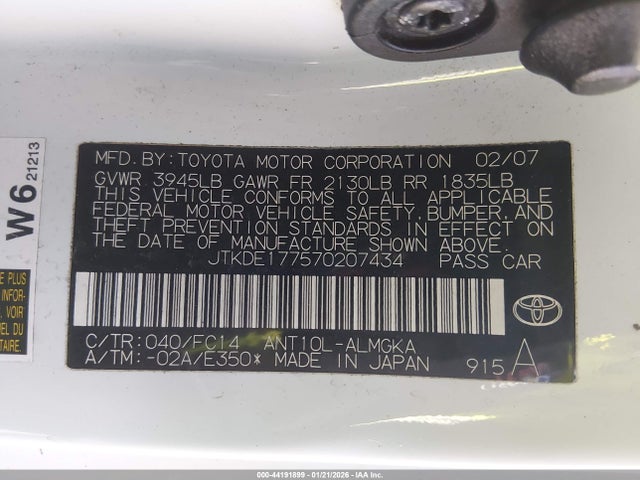 MFD. BY: TOYOTA MOTOR CORPORATION 02/07
GVWR 3945LB GAWR FR 2130LB RR 1835LB
THIS VEHICLE CONFORMS TO ALL APPLICABLE
FEDERAL MOTOR VEHICLE SAFETY, BUMPER, AND
THEFT PREVENTION STANDARDS IN EFFECT ON
THE DATE OF MANUFACTURE SHOWN ABOVE.
JTKDE177570207434 PASS CAR
C/TR: 040/FC14 ANT10L-ALMGKA
A/TM: -02A/E350* MADE IN JAPAN 915 A
W6 21213
E PLUS
VOIR
TAIRE.
000-44191899 | 01/21/2026 - IAA Inc.